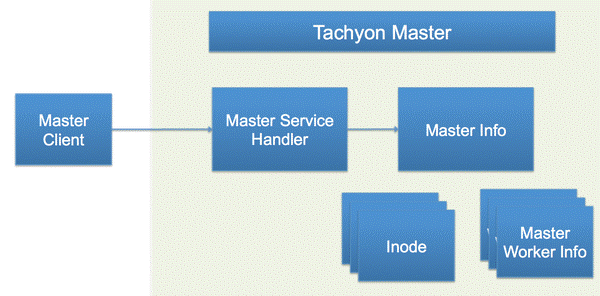 Tachyon Master
Master
Client
Master Service
Handler
Master Info
Inode
Master
Worker Info